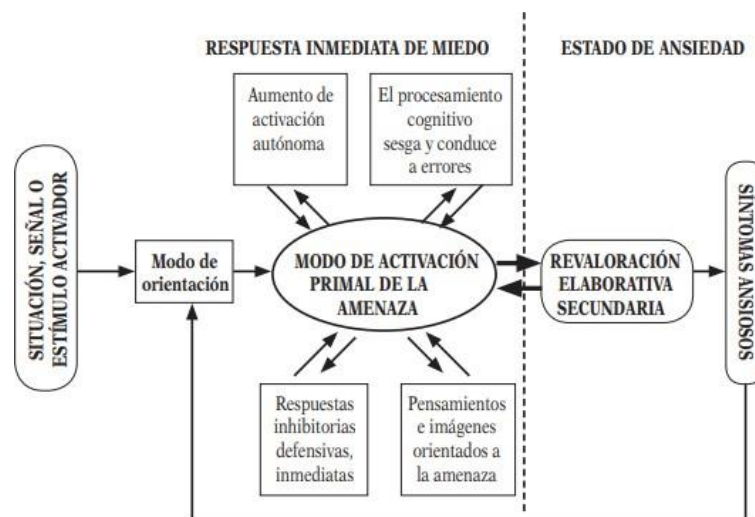 RESPUESTA INMEDIATA DE MIEDO
ESTADO DE ANSIEDAD
Aumento de
activación
autónoma
El procesamiento
cognitivo
sesga y conduce
a errores
SITUACIÓN, SEÑAL O
ESTÍMULO ACTIVADOR
Modo de
orientación
MODO DE ACTIVACIÓN
PRIMAL DE LA
AMENAZA
REVALORACIÓN
ELABORATIVA
SECUNDARIA
SINTOMAS ANSIOSOS
Respuestas
inhibitorias
defensivas,
inmediatas
Pensamientos
e imágenes
orientados a
la amenaza